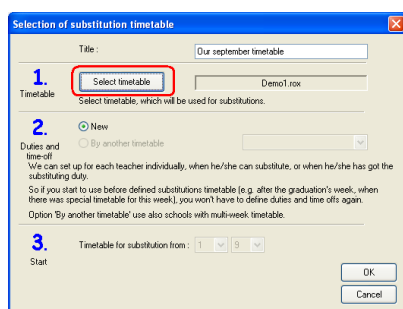 Selection of substitution timetable
Title :
Our september timetable
1.
Timetable
Select timetable
Demo1.rox
Select timetable, which will be used for substitutions.
2.
Duties and
time-off
New
By another timetable
We can set up for each teacher individually, when he/she can substitute, or when he/she has got the
substituting duty.
So if you start to use before defined substitutions timetable (e.g. after the graduation's week, when
there was special timetable for this week), you won't have to define duties and time offs again.
Option 'By another timetable' use also schools with multi-week timetable.
3.
Start
Timetable for substitution from :
1
9
OK
Cancel